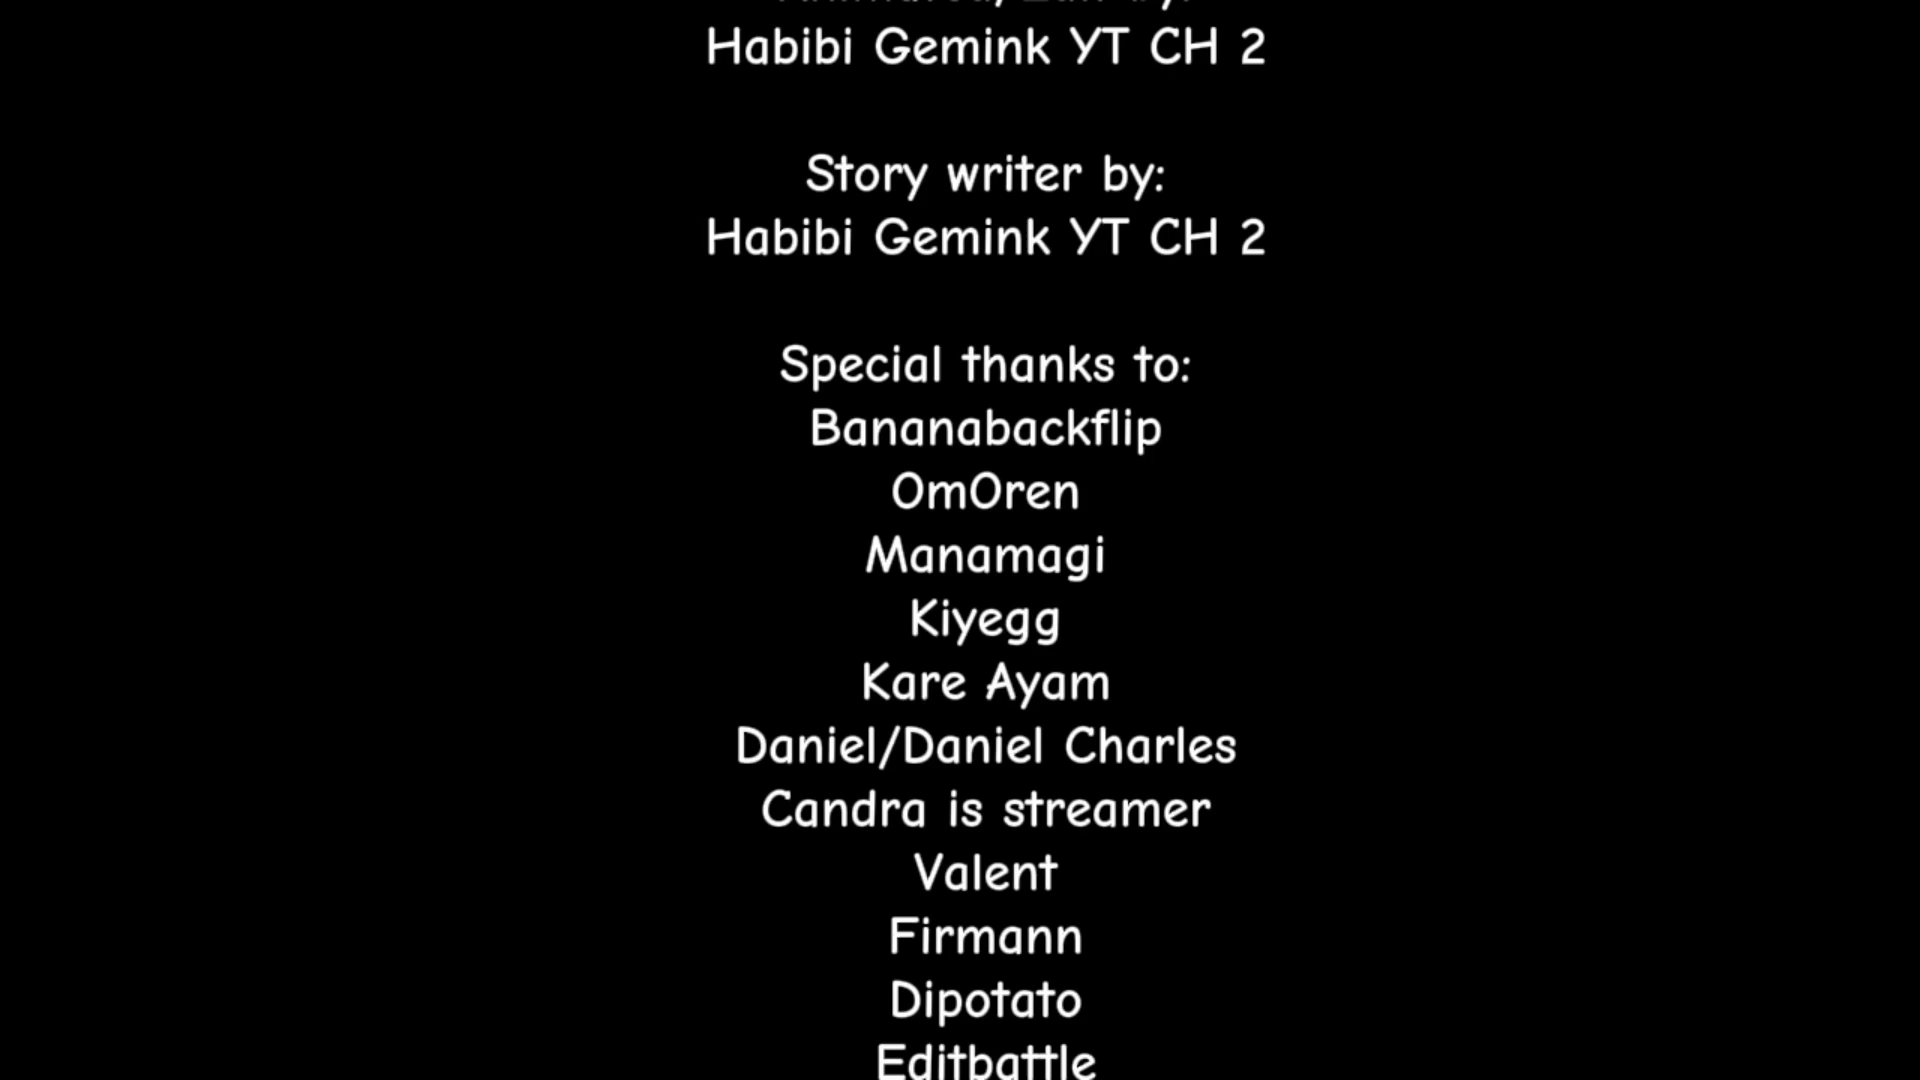 Habibi Gemink YT CH 2
Story writer by:
Habibi Gemink YT CH 2
Special thanks to:
Bananabackflip
OmOren
Manamagi
Kiyegg
Kare Ayam
Daniel/Daniel Charles
Candra is streamer
Valent
Firmann
Dipotato
Editbattle